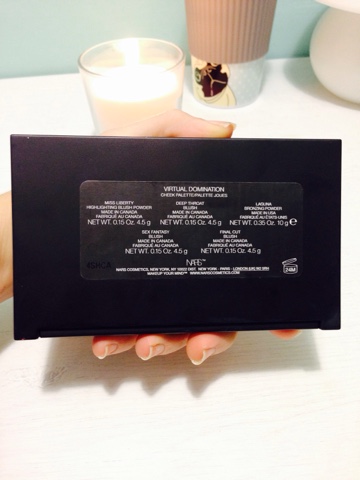 VIRTUAL DOMINATION
CHEEK PALETTE/PALETTE JOUES
MISS LIBERTY
HIGHLIGHTING BLUSH POWDER
MADE IN CANADA
FABRIQUÉ AU CANADA
NET WT. 0.15 Oz. 4.5 g
DEEP THROAT
BLUSH
MADE IN CANADA
FABRIQUÉ AU CANADA
NET WT. 0.15 Oz. 4.5 g
LAGUNA
BRONZING POWDER
MADE IN USA
FABRIQUÉ AU ÉTATS-UNIS
NET WT. 0.35 Oz. 10 g e
SEX FANTASY
BLUSH
MADE IN CANADA
FABRIQUÉ AU CANADA
NET WT. 0.15 Oz. 4.5 g
FINAL CUT
BLUSH
MADE IN CANADA
FABRIQUÉ AU CANADA
NET WT. 0.15 Oz. 4.5 g
NARS™
NARS COSMETICS, NEW YORK, NY 10022 DIST. NEW YORK - PARIS - LONDON
MAKEUP YOUR MIND™ WWW.NARSCOSMETICS.COM
24M